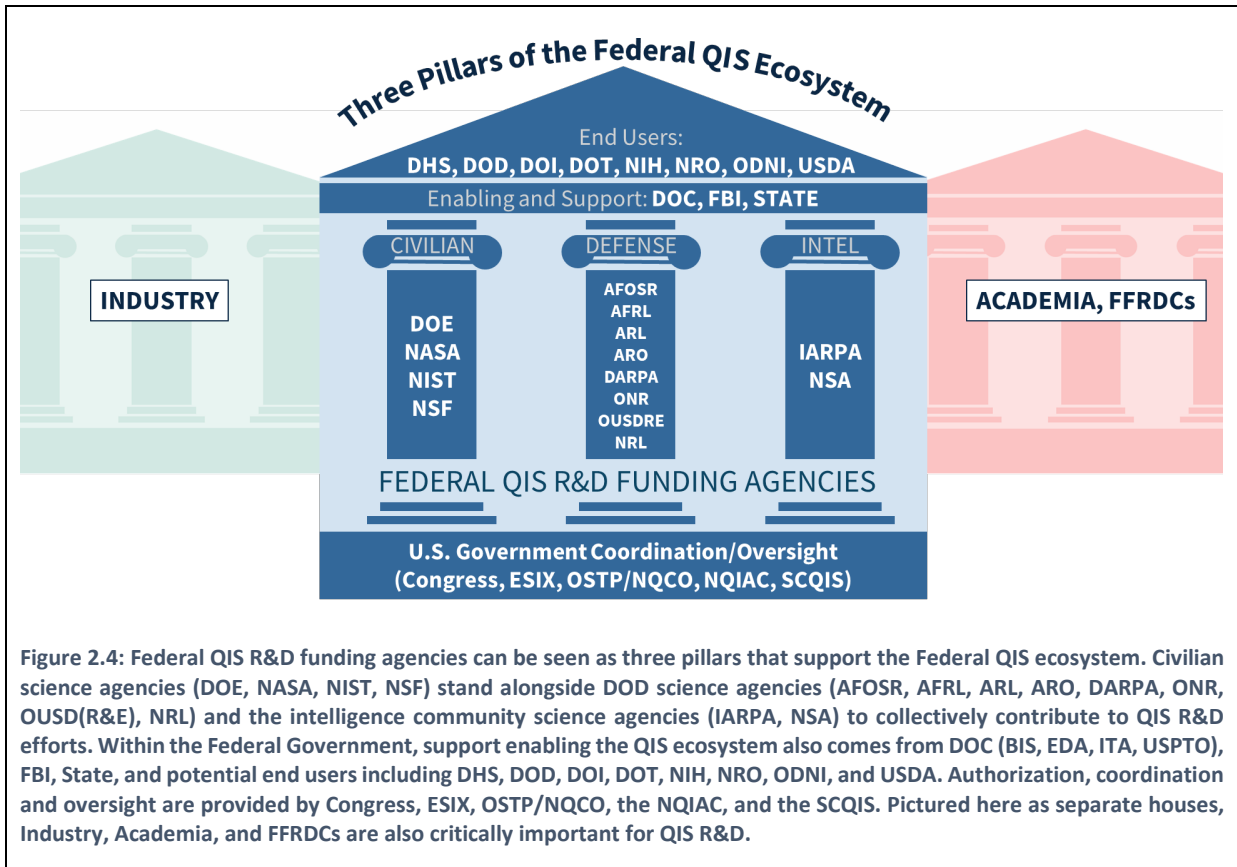 Three Pillars of the Federal QIS Ecosystem
End Users:
DHS, DOD, DOI, DOT, NIH, NRO, ODNI, USDA
Enabling and Support: DOC, FBI, STATE
CIVILIAN
DOE
NASA
NIST
NSF
DEFENSE
AFOSR
AFRL
ARL
ARO
DARPA
ONR
OUSDRE
NRL
INTEL
IARPA
NSA
INDUSTRY
ACADEMIA, FFRDCs
FEDERAL QIS R&D FUNDING AGENCIES
U.S. Government Coordination/Oversight
(Congress, ESIX, OSTP/NQCO, NQIAC, SCQIS)
Figure 2.4: Federal QIS R&D funding agencies can be seen as three pillars that support the Federal QIS ecosystem. Civilian
science agencies (DOE, NASA, NIST, NSF) stand alongside DOD science agencies (AFOSR, AFRL, ARL, ARO, DARPA, ONR,
OUSD(R&E), NRL) and the intelligence community science agencies (IARPA, NSA) to collectively contribute to QIS R&D
efforts. Within the Federal Government, support enabling the QIS ecosystem also comes from DOC (BIS, EDA, ITA, USPTO),
FBI, State, and potential end users including DHS, DOD, DOI, DOT, NIH, NRO, ODNI, and USDA. Authorization, coordination
and oversight are provided by Congress, ESIX, OSTP/NQCO, the NQIAC, and the SCQIS. Pictured here as separate houses,
Industry, Academia, and FFRDCs are also critically important for QIS R&D.